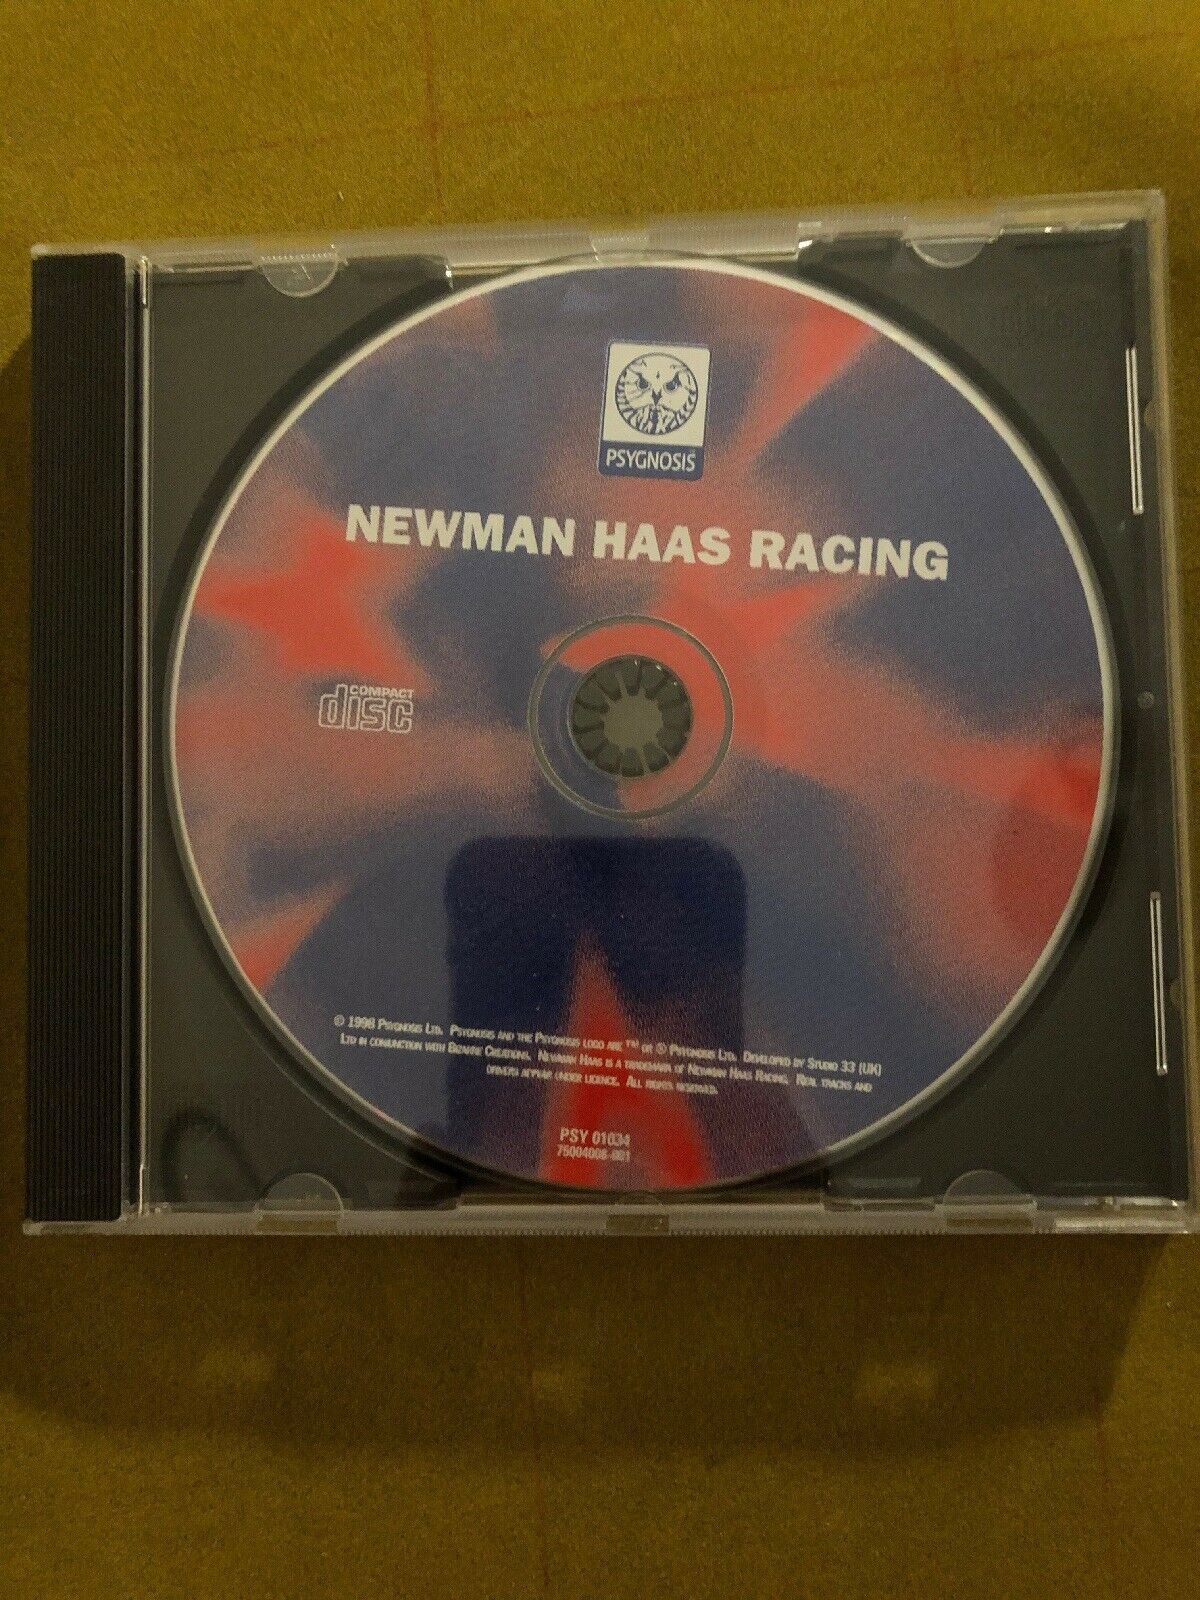 PSYGNOSIS
NEWMAN HAAS RACING
COMPACT
disc
© 1998 PSYGNOSIS LTD. PSYGNOSIS AND THE PSYGNOSIS LOGO ARE ™ OR © PSYGNOSIS LTD. DEVELOPED BY STUDIO 33 (UK)
LTD IN CONJUNCTION WITH BIZARRE CREATIONS. NEWMAN HAAS IS A TRADEMARK OF NEWMAN HAAS RACING. REAL TRACKS AND
DRIVERS APPEAR UNDER LICENCE. ALL RIGHTS RESERVED.
PSY 01034
75004008-001